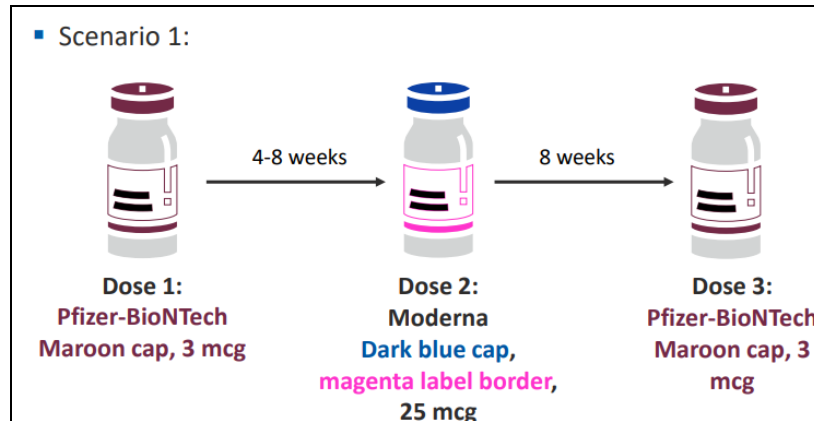 ▪ Scenario 1:
4-8 weeks
8 weeks
Dose 1:
Pfizer-BioNTech
Maroon cap, 3 mcg
Dose 2:
Moderna
Dark blue cap,
magenta label border,
25 mcg
Dose 3:
Pfizer-BioNTech
Maroon cap, 3
mcg